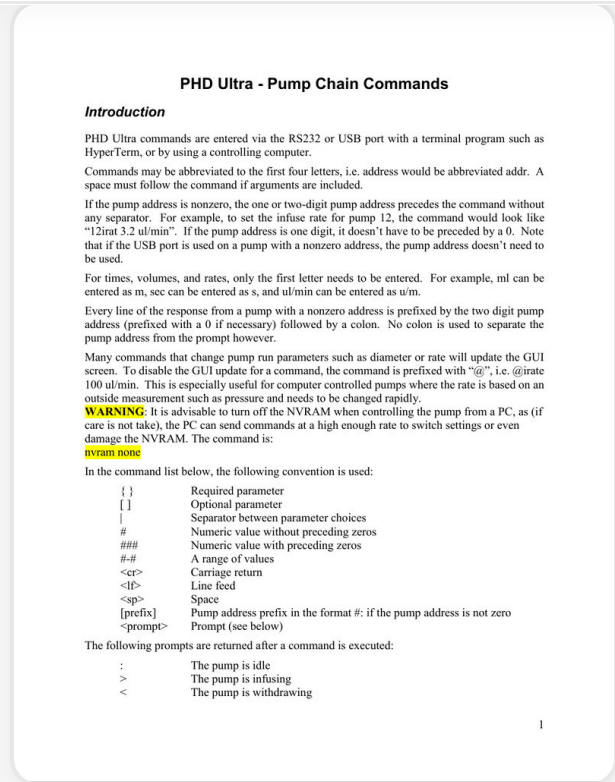 PHD Ultra - Pump Chain Commands
Introduction
PHD Ultra commands are entered via the RS232 or USB port with a terminal program such as
HyperTerm, or by using a controlling computer.
Commands may be abbreviated to the first four letters, i.e. address would be abbreviated addr. A
space must follow the command if arguments are included.
If the pump address is nonzero, the one or two-digit pump address precedes the command without
any separator. For example, to set the infuse rate for pump 12, the command would look like
“12irat 3.2 ul/min”. If the pump address is one digit, it doesn’t have to be preceded by a 0. Note
that if the USB port is used on a pump with a nonzero address, the pump address doesn’t need to
be used.
For times, volumes, and rates, only the first letter needs to be entered. For example, ml can be
entered as m, sec can be entered as s, and ul/min can be entered as u/m.
Every line of the response from a pump with a nonzero address is prefixed by the two digit pump
address (prefixed with a 0 if necessary) followed by a colon. No colon is used to separate the
pump address from the prompt however.
Many commands that change pump run parameters such as diameter or rate will update the GUI
screen. To disable the GUI update for a command, the command is prefixed with “@”, i.e. @irate
100 ul/min. This is especially useful for computer controlled pumps where the rate is based on an
outside measurement such as pressure and needs to be changed rapidly.
WARNING: It is advisable to turn off the NVRAM when controlling the pump from a PC, as (if
care is not take), the PC can send commands at a high enough rate to switch settings or even
damage the NVRAM. The command is:
nvram none
In the command list below, the following convention is used:
{ } Required parameter
[ ] Optional parameter
| Separator between parameter choices
# Numeric value without preceding zeros
### Numeric value with preceding zeros
#-# A range of values
<cr> Carriage return
<lf> Line feed
<sp> Space
[prefix] Pump address prefix in the format #: if the pump address is not zero
<prompt> Prompt (see below)
The following prompts are returned after a command is executed:
: The pump is idle
> The pump is infusing
< The pump is withdrawing
1